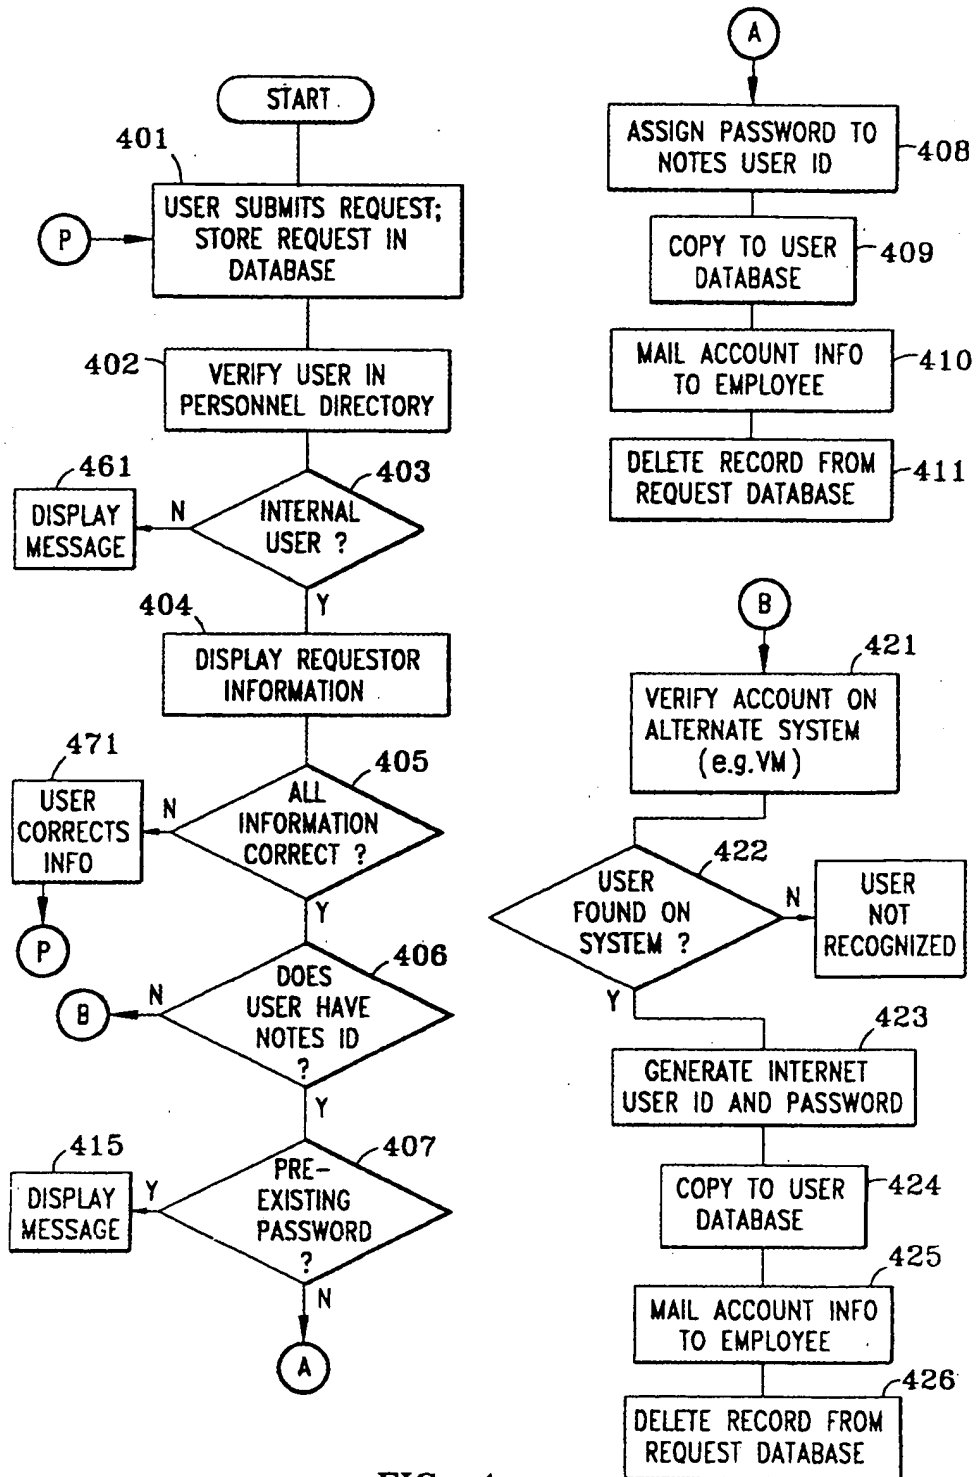 START
401
USER SUBMITS REQUEST;
STORE REQUEST IN
DATABASE
P
402
VERIFY USER IN
PERSONNEL DIRECTORY
461
DISPLAY
MESSAGE
N
403
INTERNAL
USER ?
Y
404
DISPLAY REQUESTOR
INFORMATION
471
USER
CORRECTS
INFO
N
405
ALL
INFORMATION
CORRECT ?
Y
P
406
DOES
USER HAVE
NOTES ID
?
N
B
Y
415
DISPLAY
MESSAGE
Y
407
PRE-
EXISTING
PASSWORD
?
N
A
A
ASSIGN PASSWORD TO
NOTES USER ID
408
COPY TO USER
DATABASE
409
MAIL ACCOUNT INFO
TO EMPLOYEE
410
DELETE RECORD FROM
REQUEST DATABASE
411
B
421
VERIFY ACCOUNT ON
ALTERNATE SYSTEM
(e.g.VM)
422
USER
FOUND ON
SYSTEM ?
N
USER
NOT
RECOGNIZED
Y
423
GENERATE INTERNET
USER ID AND PASSWORD
COPY TO USER
DATABASE
424
425
MAIL ACCOUNT INFO
TO EMPLOYEE
426
DELETE RECORD FROM
REQUEST DATABASE